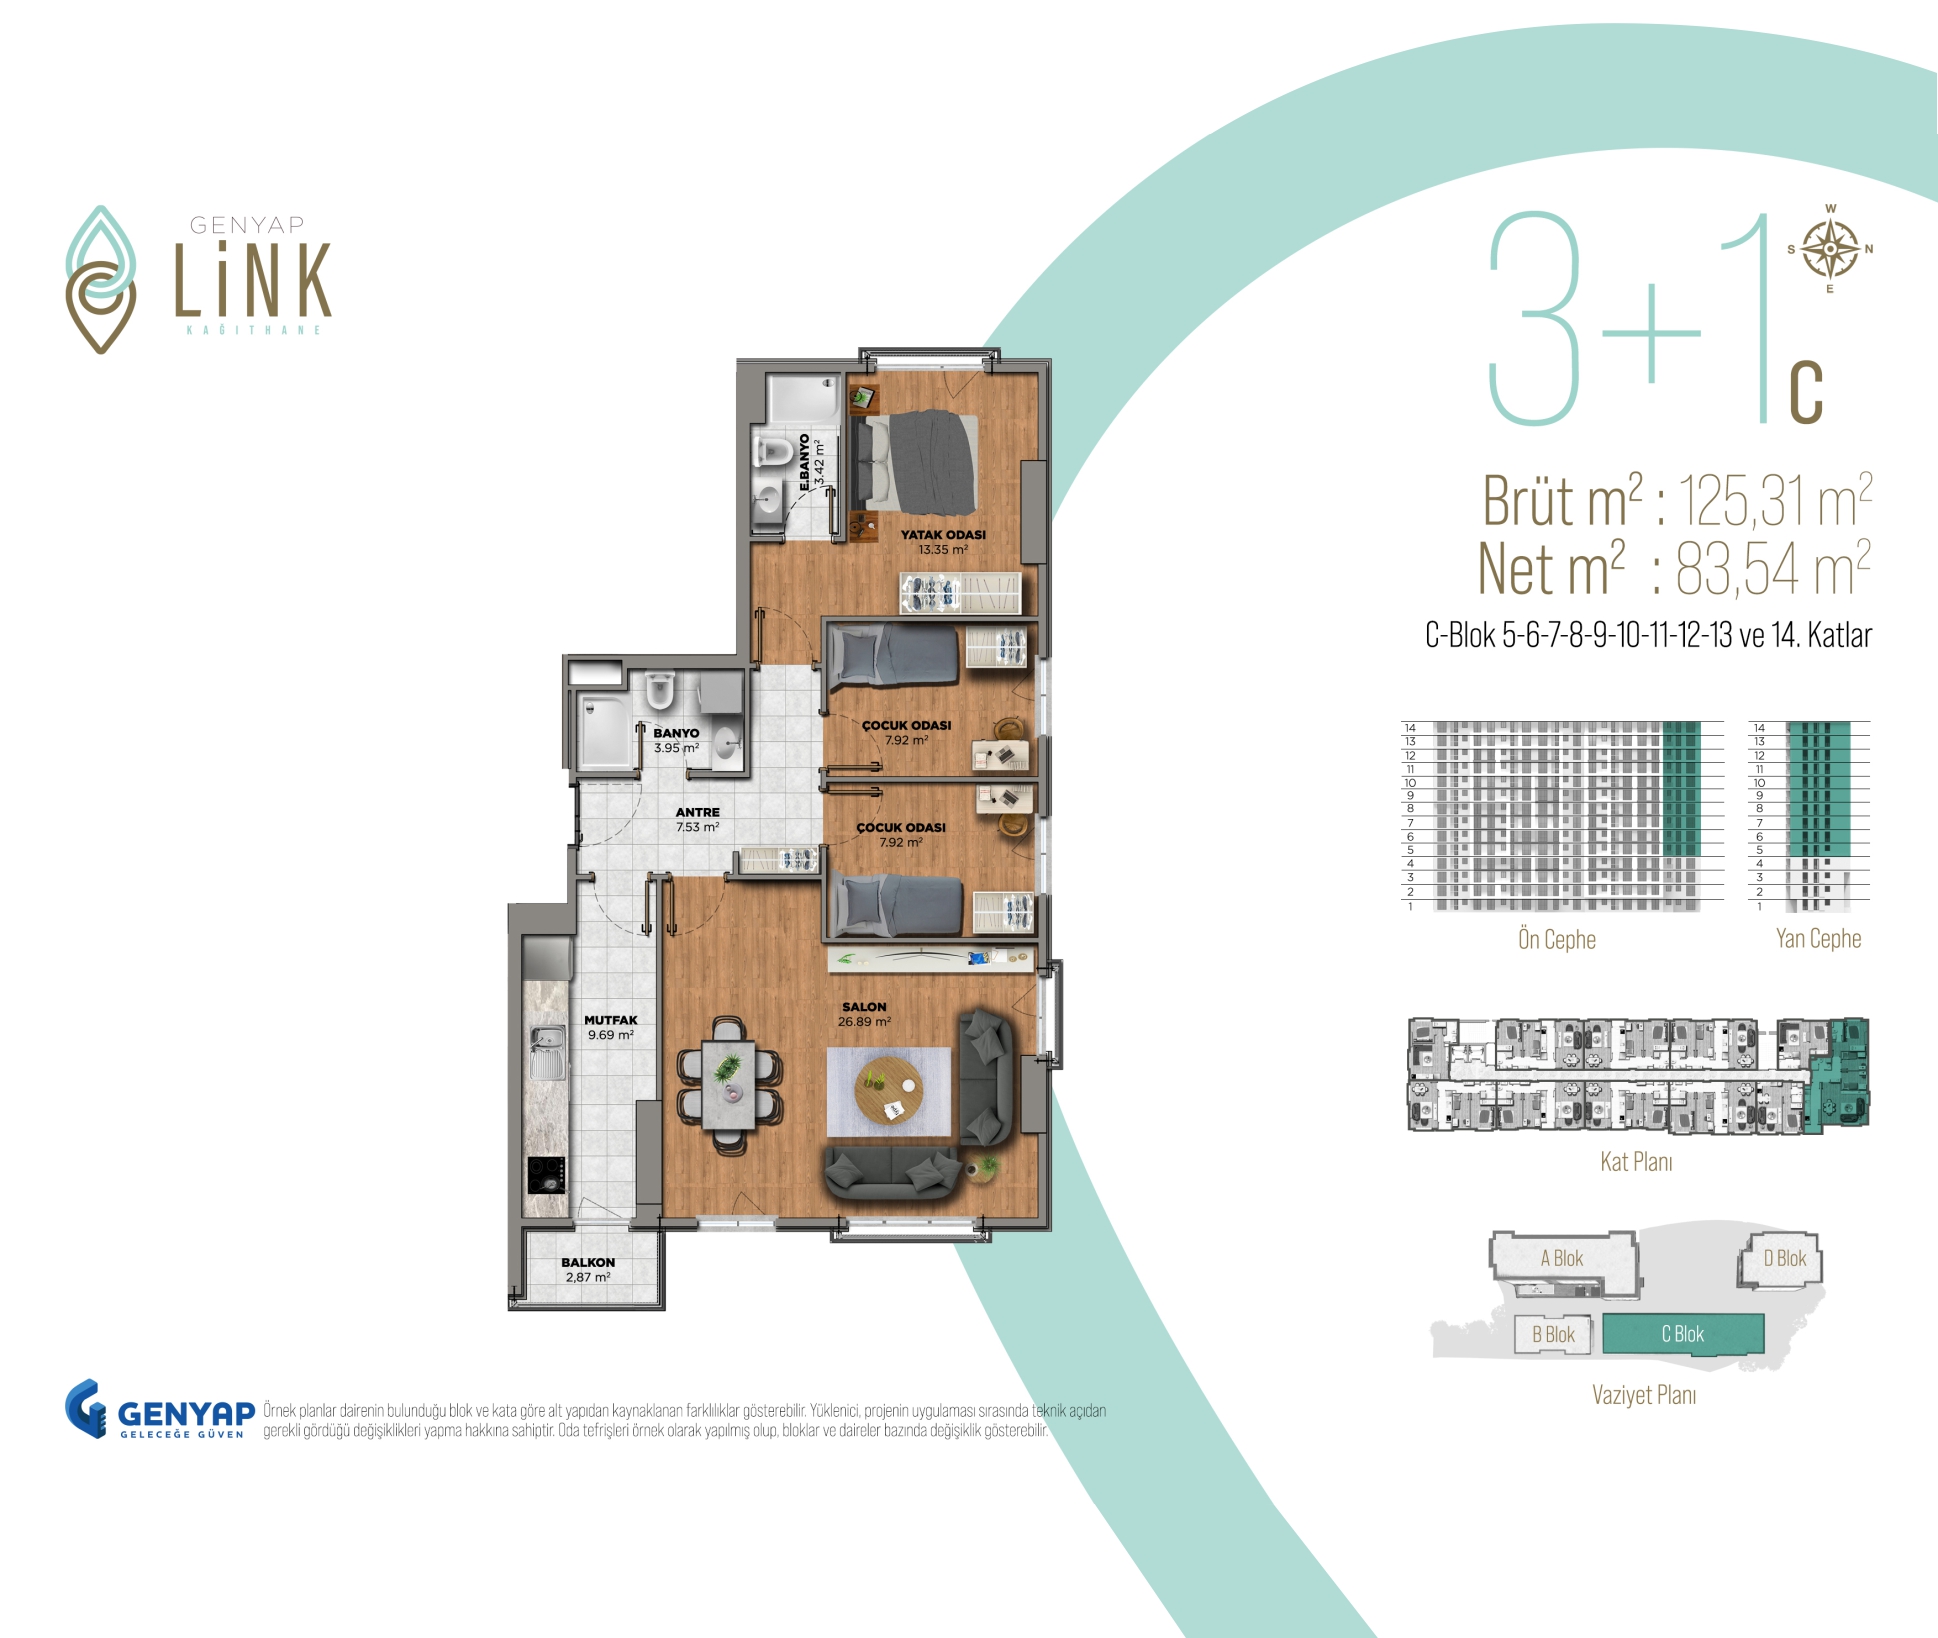 GENYAP
LiNK
KAĞITHANE
3+1C
W
S
N
E
Brüt m² : 125,31 m²
Net m² : 83,54 m²
C-Blok 5-6-7-8-9-10-11-12-13 ve 14. Katlar
E.BANYO
3.42 m²
YATAK ODASI
13.35 m²
ÇOCUK ODASI
7.92 m²
BANYO
3.95 m²
ANTRE
7.53 m²
ÇOCUK ODASI
7.92 m²
SALON
26.89 m²
MUTFAK
9.69 m²
BALKON
2,87 m²
14
13
12
11
10
9
8
7
6
5
4
3
2
1
Ön Cephe
14
13
12
11
10
9
8
7
6
5
4
3
2
1
Yan Cephe
Kat Planı
A Blok
D Blok
B Blok
C Blok
Vaziyet Planı
GENYAP
GELECEĞE GÜVEN
Örnek planlar dairenin bulunduğu blok ve kata göre alt yapıdan kaynaklanan farklılıklar gösterebilir. Yüklenici, projenin uygulaması sırasında teknik açıdan
gerekli gördüğü değişiklikleri yapma hakkına sahiptir. Oda tefrişleri örnek olarak yapılmış olup, bloklar ve daireler bazında değişiklik gösterebilir.